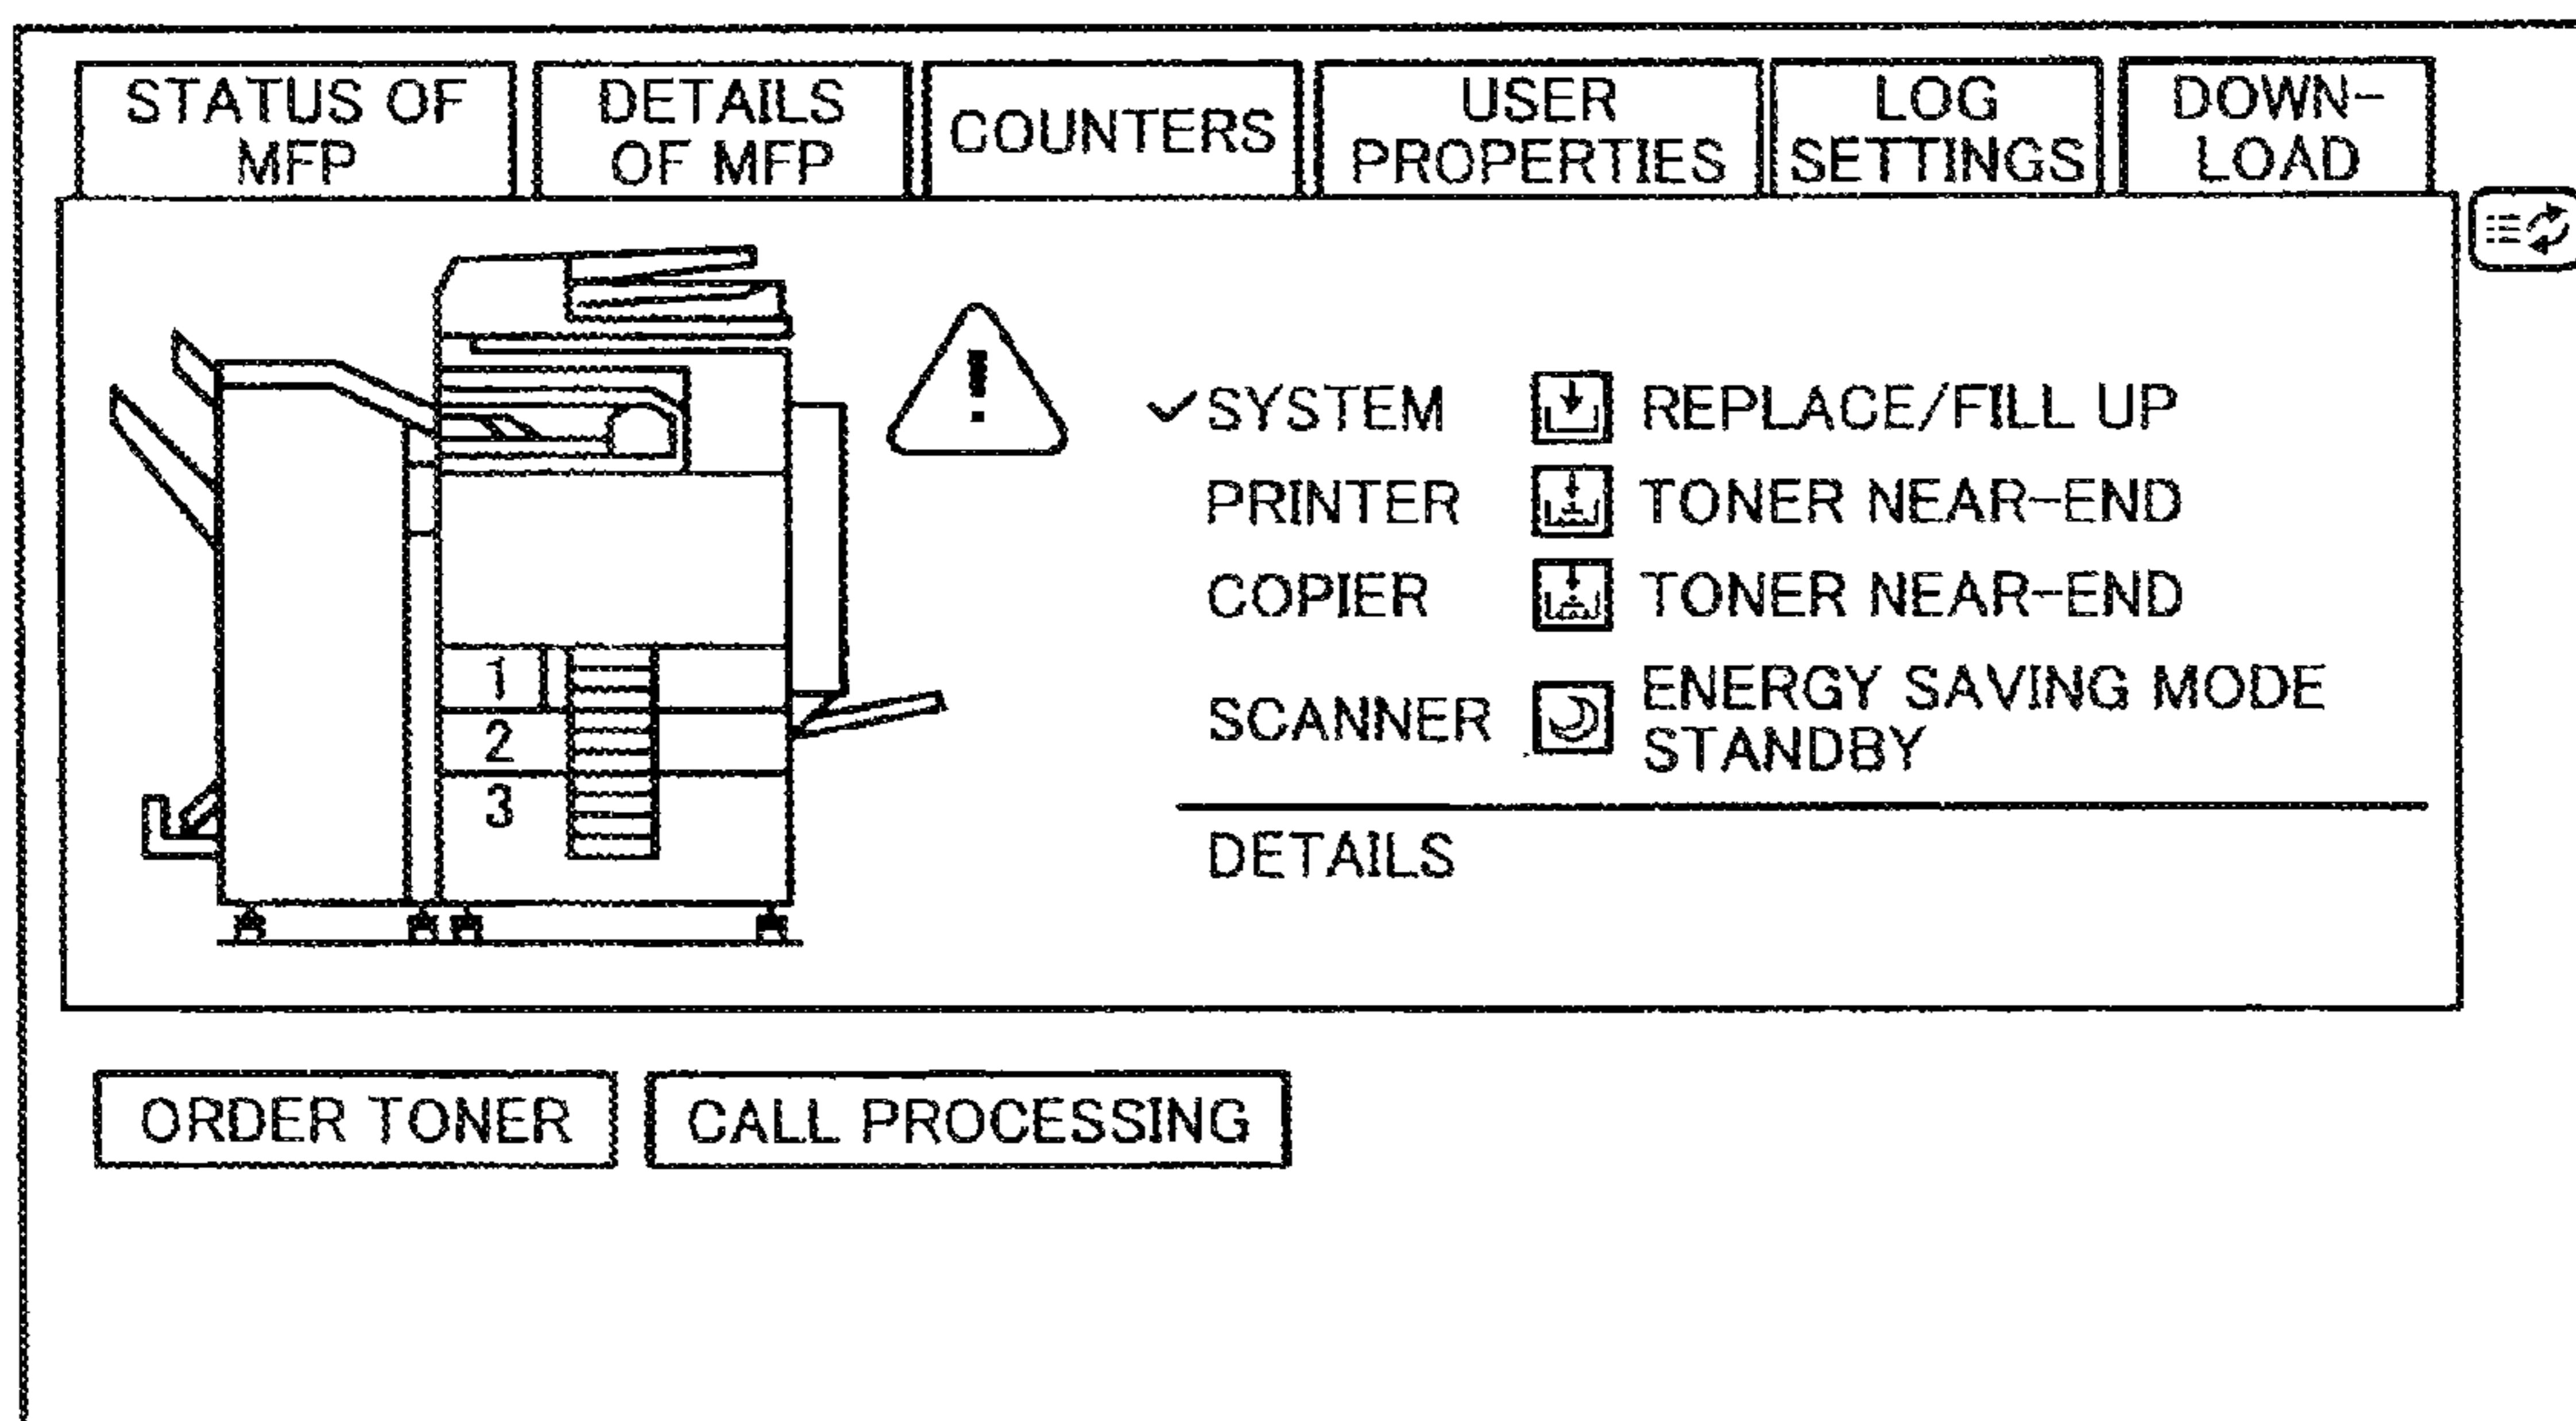 STATUS OF
MFP
DETAILS
OF MFP
COUNTERS
USER
PROPERTIES
LOG
SETTINGS
DOWN-
LOAD
!
SYSTEM
REPLACE/FILL UP
PRINTER
TONER NEAR-END
COPIER
TONER NEAR-END
SCANNER
ENERGY SAVING MODE
STANDBY
DETAILS
1
2
3
ORDER TONER
CALL PROCESSING